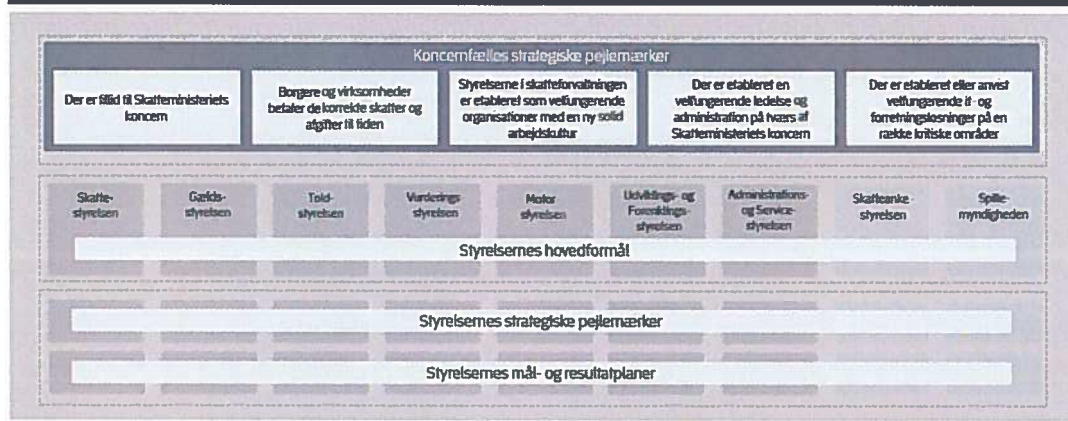 Koncernfælles strategiske pejlemærker
Der er tillid til Skatteministeriets
koncern
Borgere og virksomheder
betaler de korrekte skatter og
afgifter til tiden
Styrelserne i skatteforvaltningen
er etableret som velfungerende
organisationer med en ny solid
arbejdskultur
Der er etableret en
velfungerende ledelse og
administration på tværs af
Skatteministeriets koncern
Der er etableret eller anvist
velfungerende it- og
forretningsløsninger på en
række kritiske områder
Skatte-
styrelsen
Gælds-
styrelsen
Told-
styrelsen
Vurderings
styrelsen
Motor
styrelsen
Udviklings- og
Forenklings-
styrelsen
Administrations-
og Service-
styrelsen
Skatteanke-
styrelsen
Spille-
myndigheden
Styrelsernes hovedformål
Styrelsernes strategiske pejlemærker
Styrelsernes mål- og resultatplaner